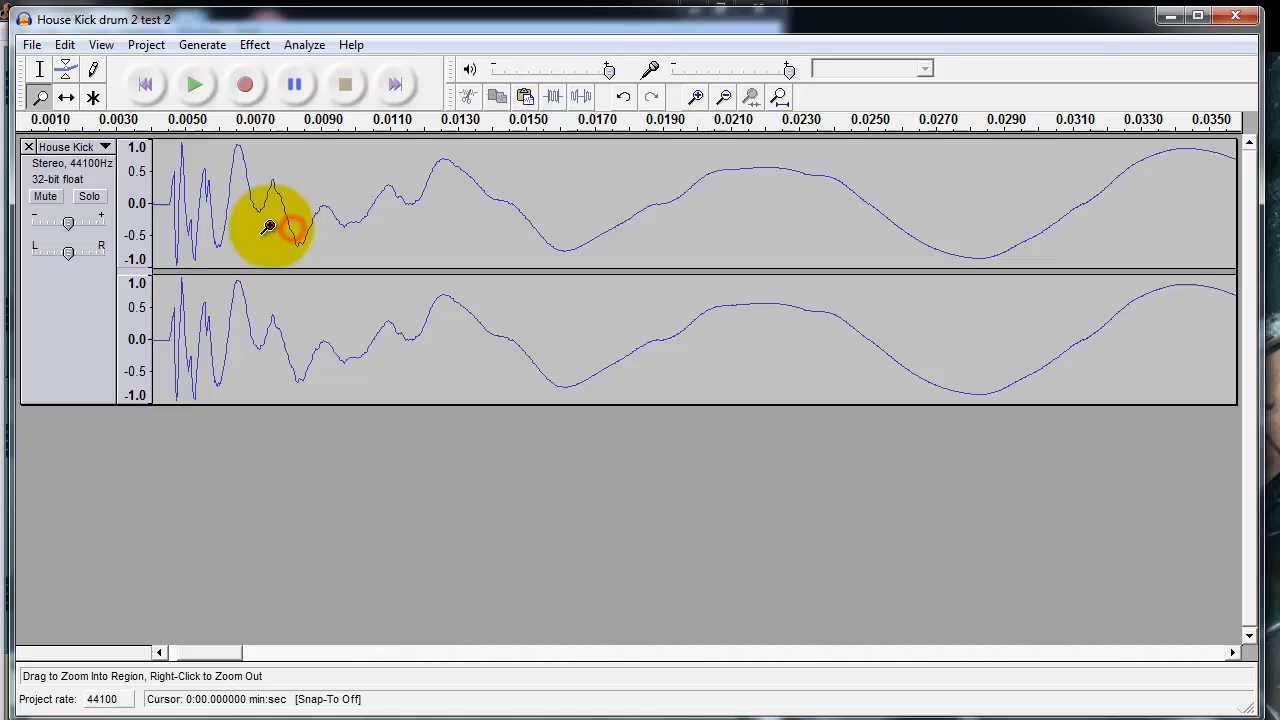 House Kick drum 2 test 2
File Edit View Project Generate Effect Analyze Help
0.0010 0.0030 0.0050 0.0070 0.0090 0.0110 0.0130 0.0150 0.0170 0.0190 0.0210 0.0230 0.0250 0.0270 0.0290 0.0310 0.0330 0.0350
House Kick
Stereo, 44100Hz
32-bit float
Mute Solo
- +
L R
1.0
0.5
0.0
-0.5
-1.0
1.0
0.5
0.0
-0.5
-1.0
Drag to Zoom Into Region, Right-Click to Zoom Out
Project rate: 44100 Cursor: 0:00.000000 min:sec [Snap-To Off]